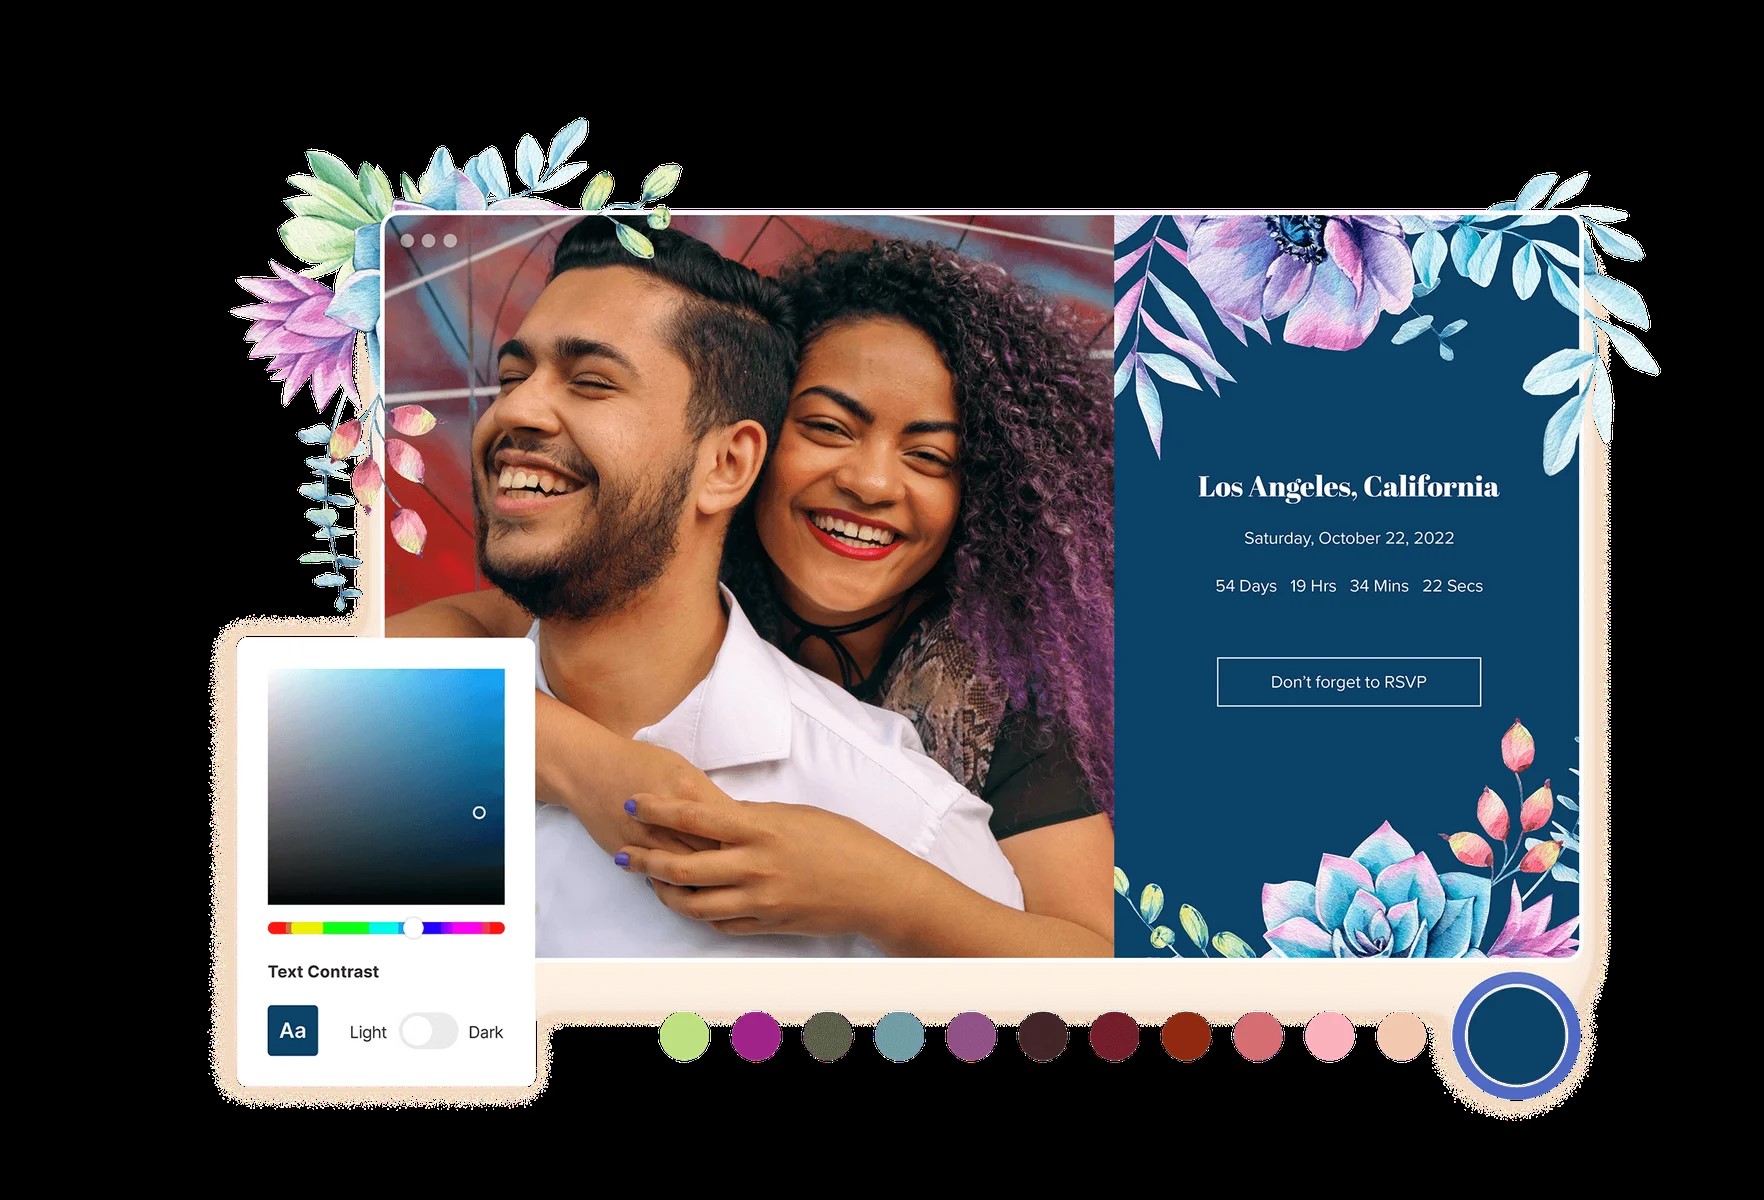 Los Angeles, California
Saturday, October 22, 2022
54 Days 19 Hrs 34 Mins 22 Secs
Don’t forget to RSVP
Text Contrast
Aa Light Dark